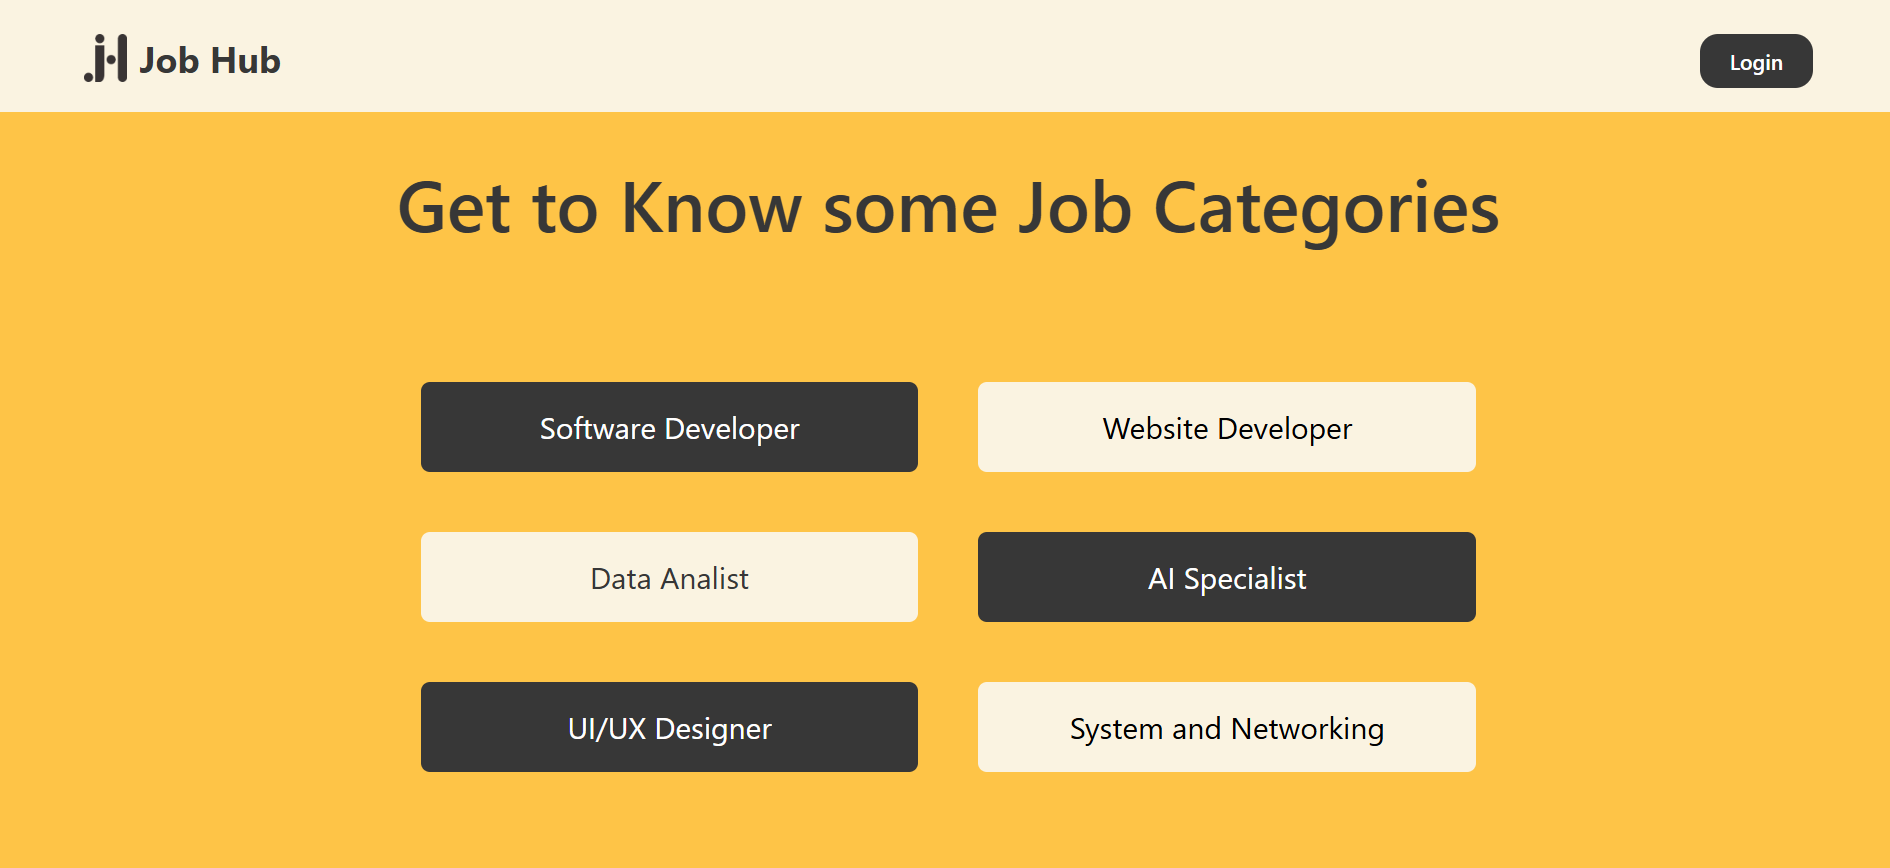 Job Hub
Login
Get to Know some Job Categories
Software Developer
Website Developer
Data Analist
AI Specialist
UI/UX Designer
System and Networking